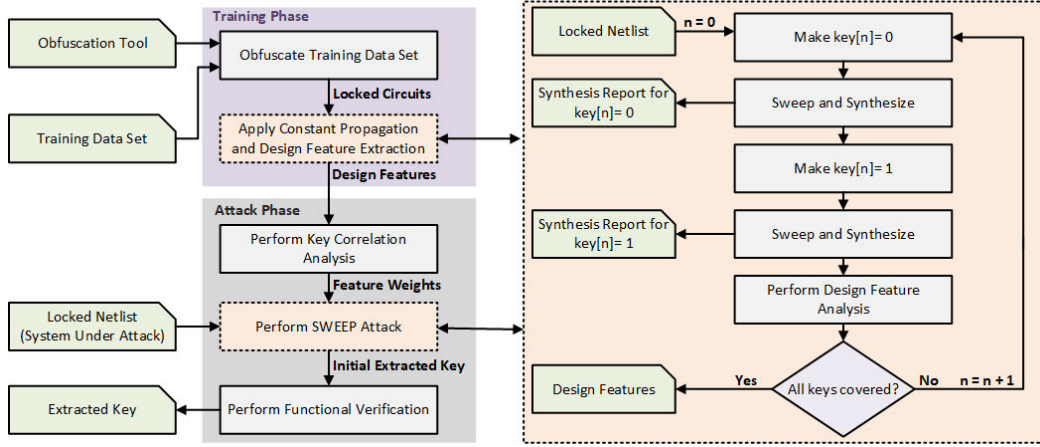 Training Phase
Obfuscation Tool
Obfuscate Training Data Set
Locked Circuits
Training Data Set
Apply Constant Propagation
and Design Feature Extraction
Design Features
Attack Phase
Perform Key Correlation
Analysis
Feature Weights
Locked Netlist
(System Under Attack)
Perform SWEEP Attack
Initial Extracted Key
Extracted Key
Perform Functional Verification
Locked Netlist
n = 0
Make key[n]= 0
Synthesis Report for
key[n]= 0
Sweep and Synthesize
Make key[n]= 1
Synthesis Report for
key[n]= 1
Sweep and Synthesize
Perform Design Feature
Analysis
Design Features
Yes
All keys covered?
No
n = n + 1